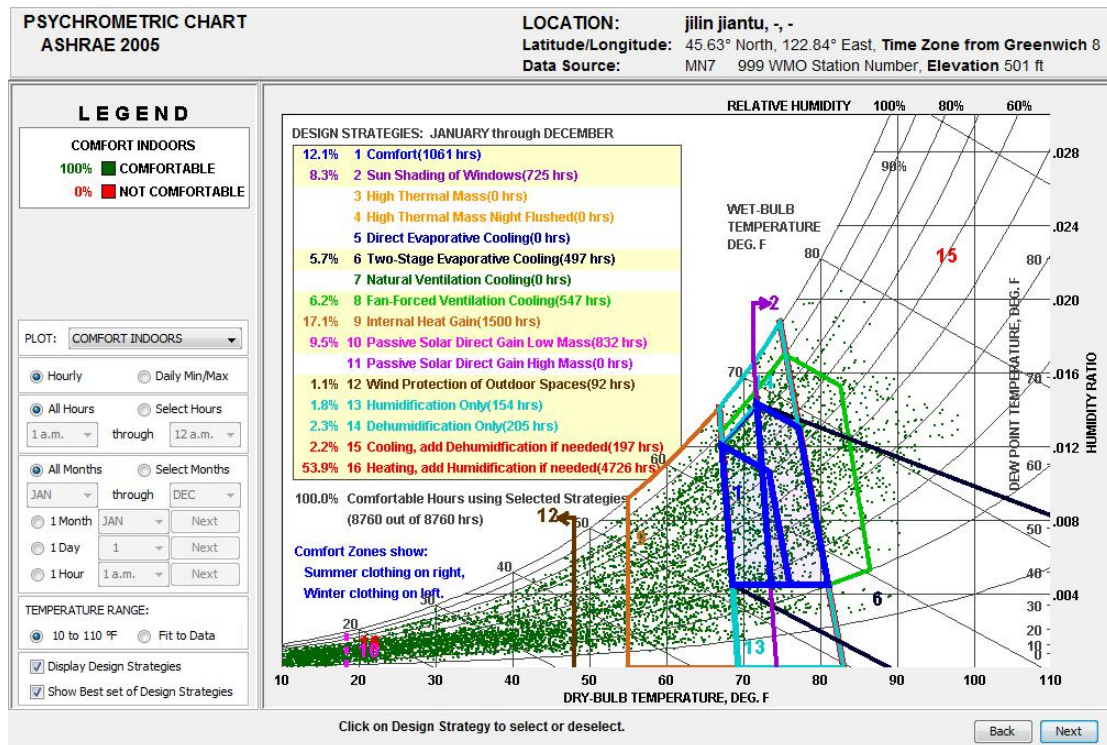 PSYCHROMETRIC CHART
ASHRAE 2005
LOCATION: jilin jiantu, -, -
Latitude/Longitude: 45.63° North, 122.84° East, Time Zone from Greenwich 8
Data Source: MN7 999 WMO Station Number, Elevation 501 ft
LEGEND
COMFORT INDOORS
100% COMFORTABLE
0% NOT COMFORTABLE
PLOT: COMFORT INDOORS
Hourly Daily Min/Max
All Hours Select Hours
1 a.m. through 12 a.m.
All Months Select Months
JAN through DEC
1 Month JAN Next
1 Day 1 Next
1 Hour 1 a.m. Next
TEMPERATURE RANGE:
10 to 110 °F Fit to Data
Display Design Strategies
Show Best set of Design Strategies
RELATIVE HUMIDITY 100% 80% 60%
90%
DESIGN STRATEGIES: JANUARY through DECEMBER
12.1% 1 Comfort(1061 hrs)
8.3% 2 Sun Shading of Windows(725 hrs)
3 High Thermal Mass(0 hrs)
4 High Thermal Mass Night Flushed(0 hrs)
5 Direct Evaporative Cooling(0 hrs)
5.7% 6 Two-Stage Evaporative Cooling(497 hrs)
7 Natural Ventilation Cooling(0 hrs)
6.2% 8 Fan-Forced Ventilation Cooling(547 hrs)
17.1% 9 Internal Heat Gain(1500 hrs)
9.5% 10 Passive Solar Direct Gain Low Mass(832 hrs)
11 Passive Solar Direct Gain High Mass(0 hrs)
1.1% 12 Wind Protection of Outdoor Spaces(92 hrs)
1.8% 13 Humidification Only(154 hrs)
2.3% 14 Dehumidification Only(205 hrs)
2.2% 15 Cooling, add Dehumidfication if needed(197 hrs)
53.9% 16 Heating, add Humidification if needed(4726 hrs)
100.0% Comfortable Hours using Selected Strategies
(8760 out of 8760 hrs)
Comfort Zones show:
Summer clothing on right,
Winter clothing on left.
WET-BULB
TEMPERATURE
DEG. F
80
70
60
50
40
30
20
15
2
12
9
1
6
13
DEW POINT TEMPERATURE, DEG. F
80
70
60
50
40
30
20
10
0
.028
.024
.020
.016
.012
.008
.004
HUMIDITY RATIO
10 20 30 40 50 60 70 80 90 100 110
DRY-BULB TEMPERATURE, DEG. F
Click on Design Strategy to select or deselect.
Back Next